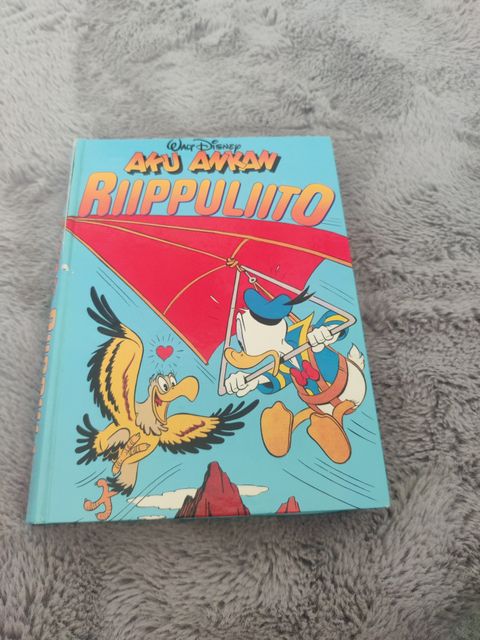 Walt Disney
AKU ANKAN
RIIPPULIITO